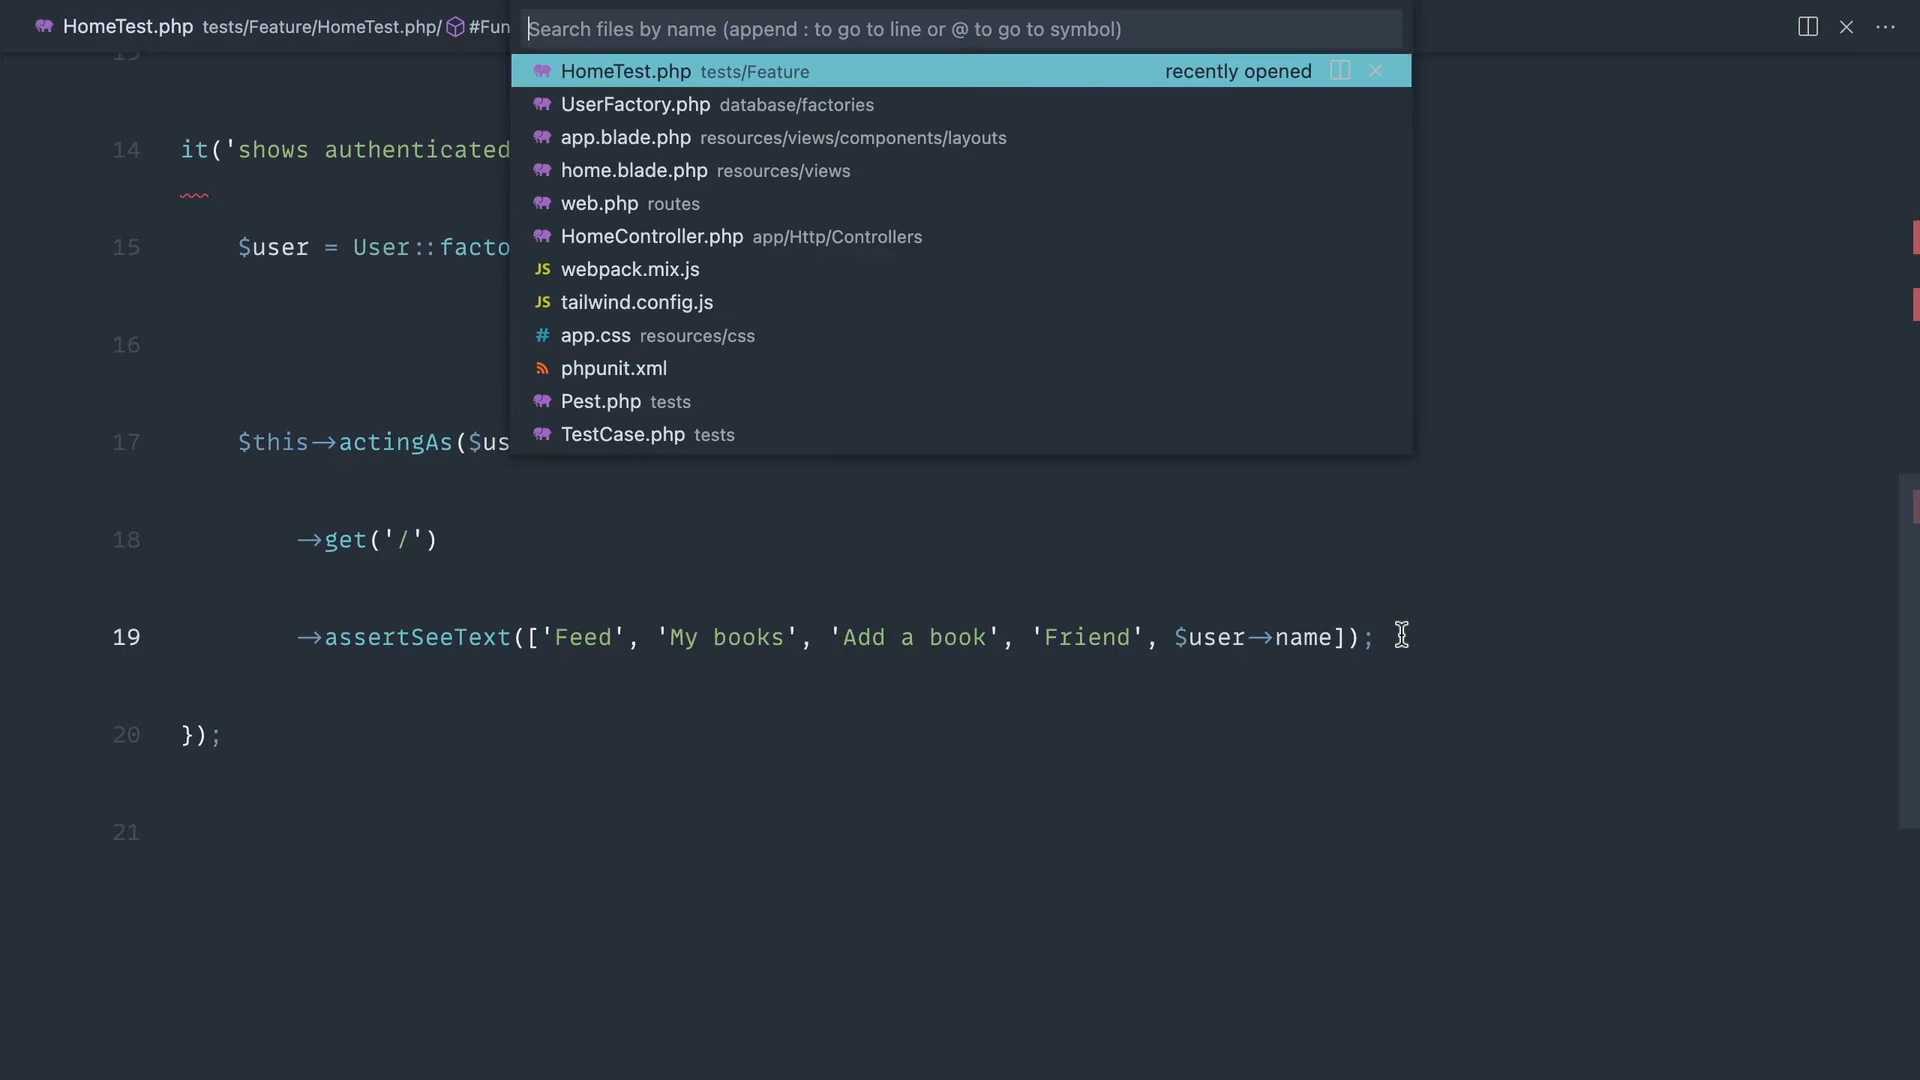 HomeTest.php tests/Feature/HomeTest.php/ #Fun
Search files by name (append : to go to line or @ to go to symbol)
HomeTest.php tests/Feature recently opened
UserFactory.php database/factories
app.blade.php resources/views/components/layouts
home.blade.php resources/views
web.php routes
HomeController.php app/Http/Controllers
JS webpack.mix.js
JS tailwind.config.js
# app.css resources/css
phpunit.xml
Pest.php tests
TestCase.php tests
13
14 it('shows authenticated
15 $user = User::facto
16
17 $this->actingAs($us
18 ->get('/')
19 ->assertSeeText(['Feed', 'My books', 'Add a book', 'Friend', $user->name]);
20 });
21